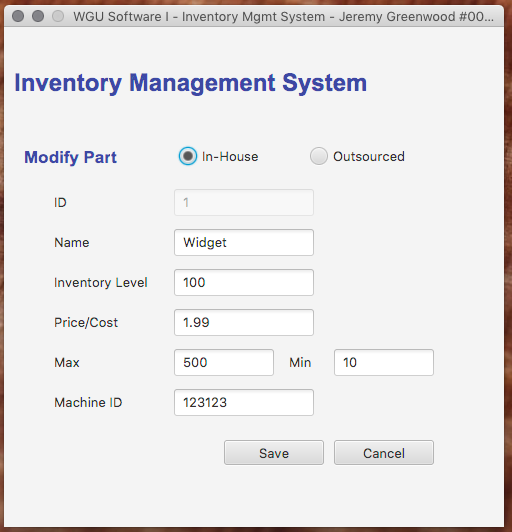 WGU Software I - Inventory Mgmt System - Jeremy Greenwood #00...
Inventory Management System
Modify Part In-House Outsourced
ID 1
Name Widget
Inventory Level 100
Price/Cost 1.99
Max 500 Min 10
Machine ID 123123
Save Cancel